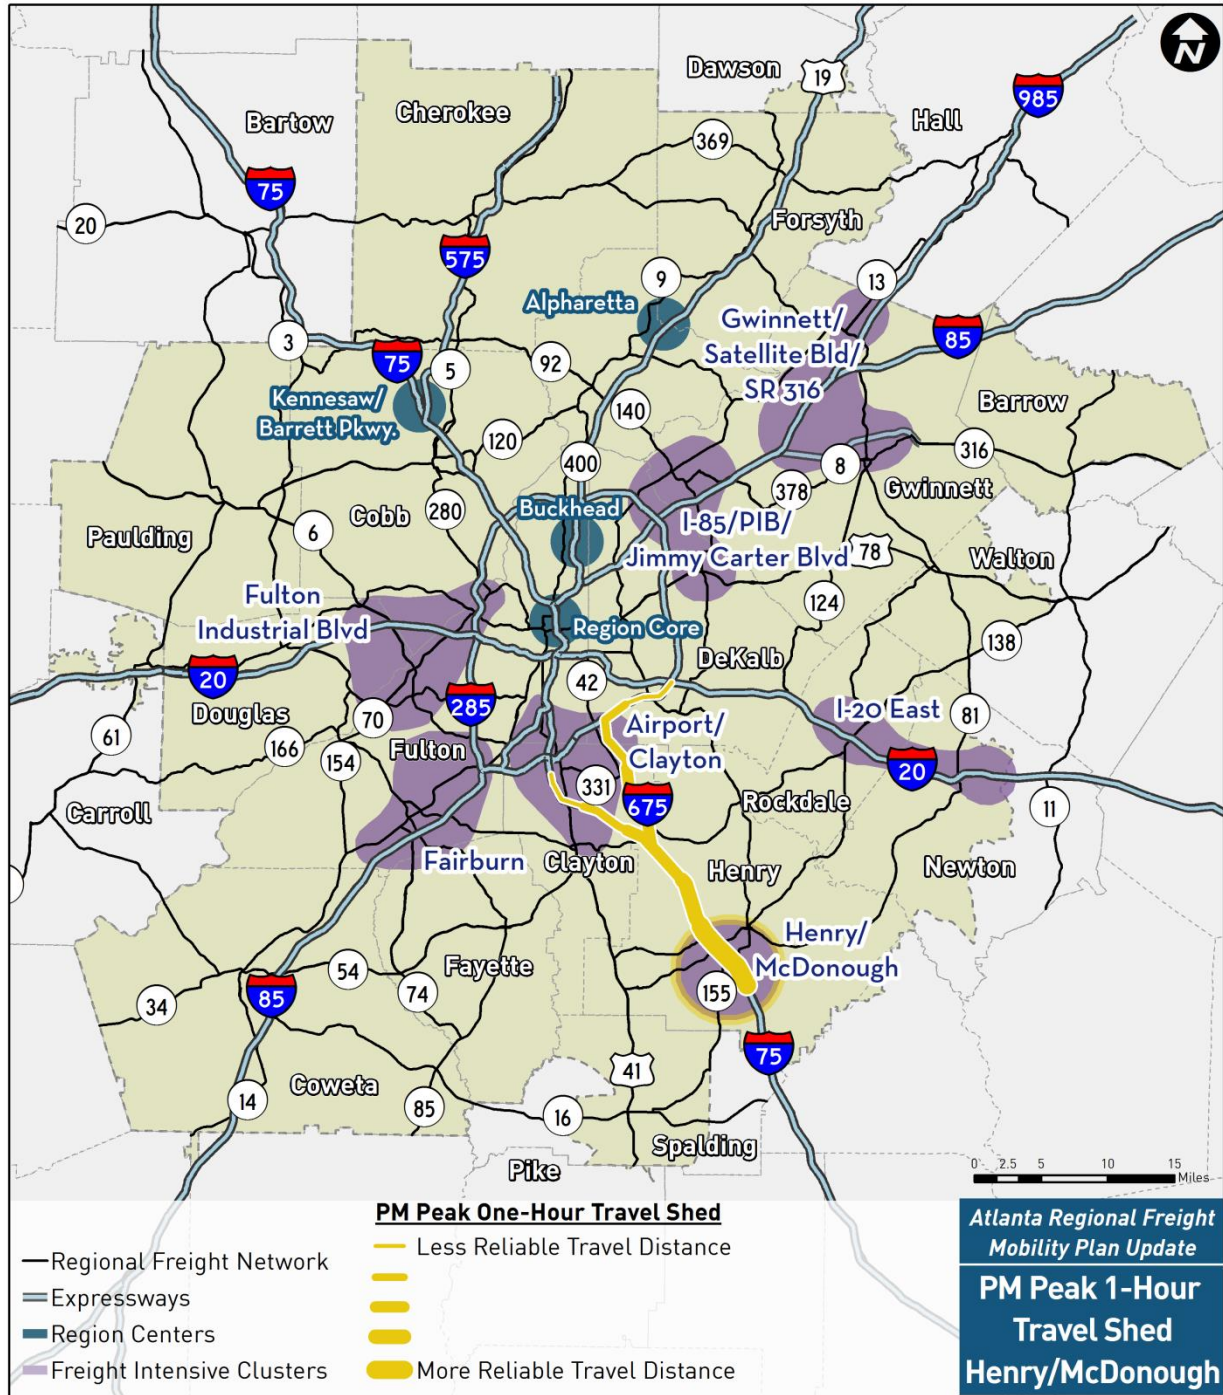 N
Dawson
19
985
Hall
Bartow
Cherokee
369
75
20
Forsyth
575
9
13
Alpharetta
Gwinnett/
Satellite Bld/
SR 316
85
3
75
5
92
Kennesaw/
Barrett Pkwy.
140
Barrow
120
400
8
316
378
Gwinnett
280
Cobb
Buckhead
6
Paulding
I-85/PIB/
Jimmy Carter Blvd
78
Walton
Fulton
Industrial Blvd
124
Region Core
138
DeKalb
20
42
285
Douglas
70
I-20 East
81
Airport/
Clayton
166
61
154
Fulton
20
331
675
Rockdale
11
Carroll
Fairburn
Clayton
Henry
Newton
Henry/
McDonough
54
Fayette
155
74
34
85
75
41
Coweta
14
85
16
Spalding
Pike
0 2.5 5 10 15
Miles
PM Peak One-Hour Travel Shed
Less Reliable Travel Distance
More Reliable Travel Distance
Regional Freight Network
Expressways
Region Centers
Freight Intensive Clusters
Atlanta Regional Freight
Mobility Plan Update
PM Peak 1-Hour
Travel Shed
Henry/McDonough